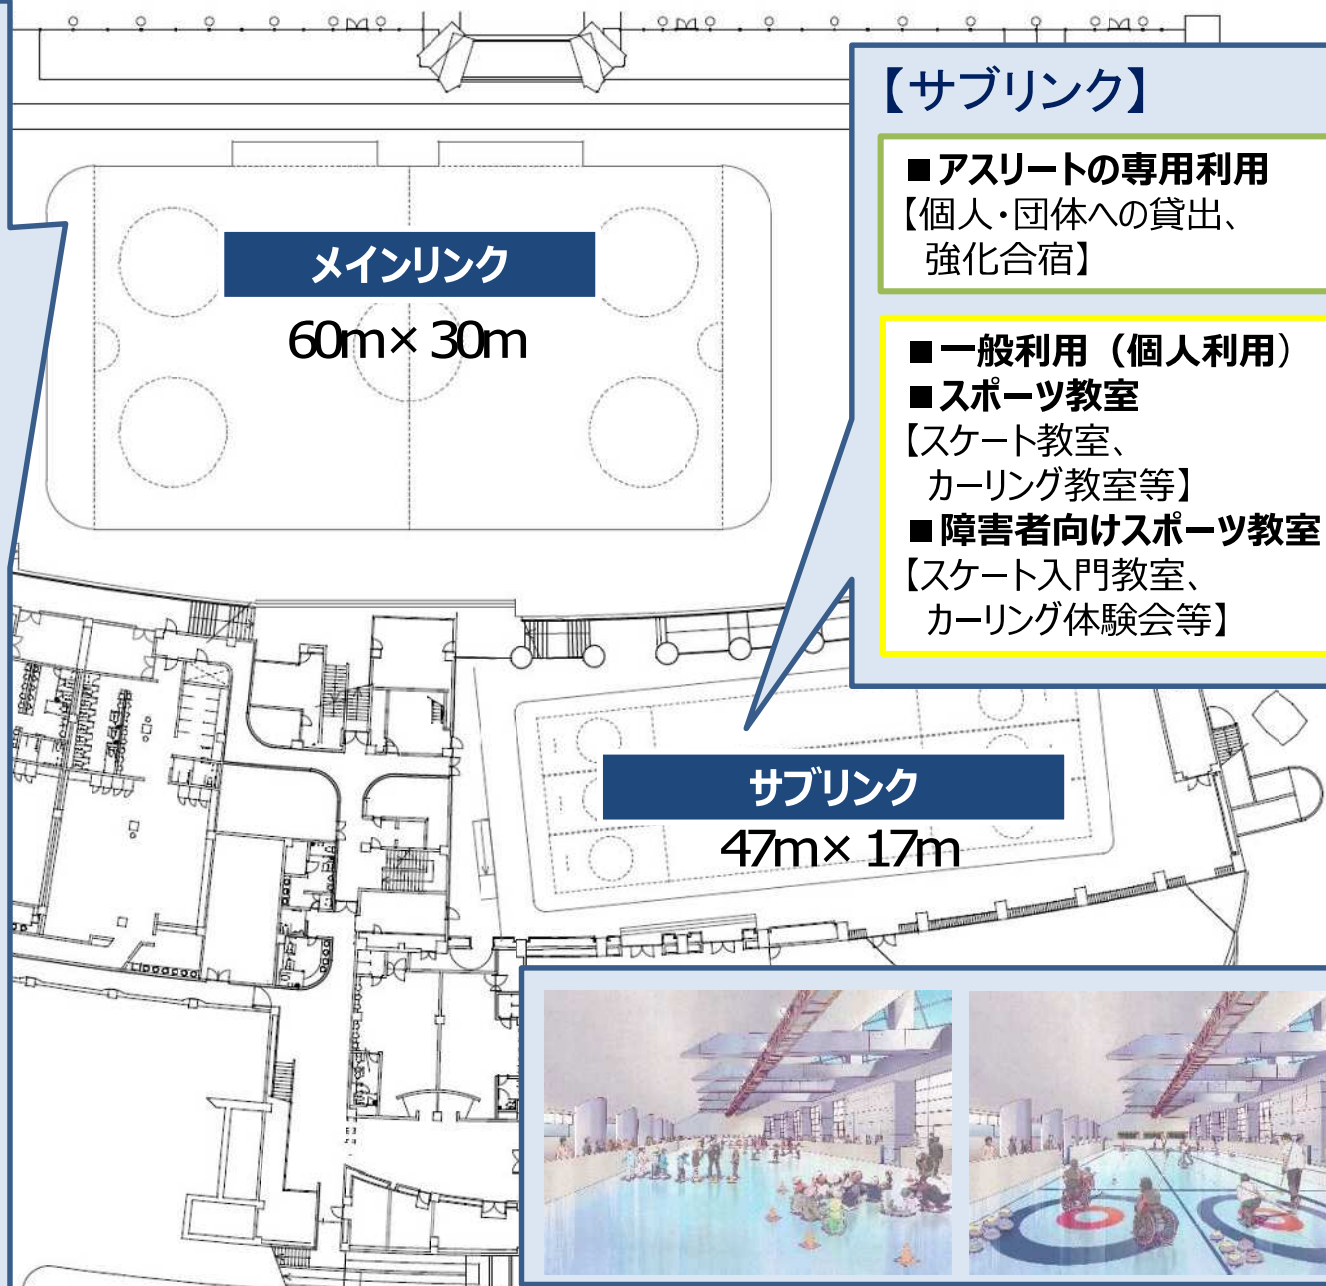 メインリンク
60m×30m
【サブリンク】
■アスリートの専用利用
【個人・団体への貸出、
強化合宿】
■一般利用（個人利用）
■スポーツ教室
【スケート教室、
カーリング教室等】
■障害者向けスポーツ教室
【スケート入門教室、
カーリング体験会等】
サブリンク
47m×17m